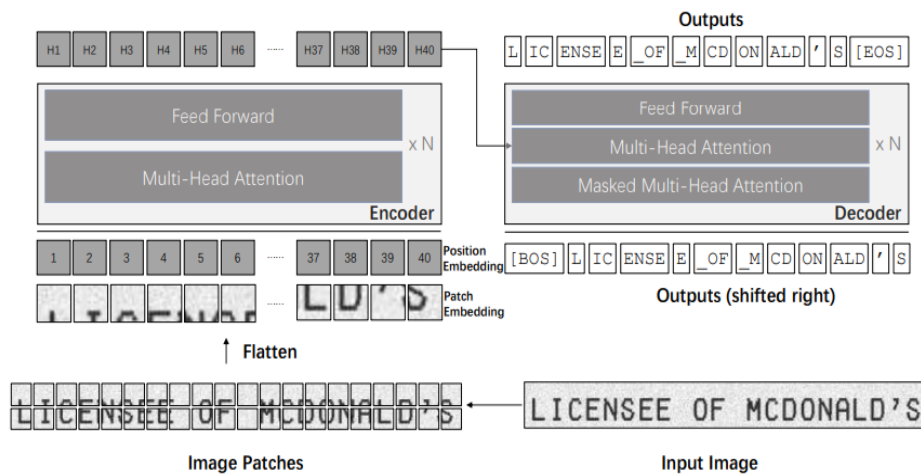 H1 H2 H3 H4 H5 H6 ...... H37 H38 H39 H40
Outputs
L IC ENSE E _OF _M CD ON ALD ' S [EOS]
Feed Forward
Multi-Head Attention
x N
Encoder
Feed Forward
Multi-Head Attention
Masked Multi-Head Attention
x N
Decoder
1 2 3 4 5 6 ...... 37 38 39 40
Position
Embedding
[BOS] L IC ENSE E _OF _M CD ON ALD ' S
Outputs (shifted right)
LICENSE ...... LD'S
Patch
Embedding
Flatten
LICENSEE OF MCDONALD'S
Image Patches
LICENSEE OF MCDONALD'S
Input Image